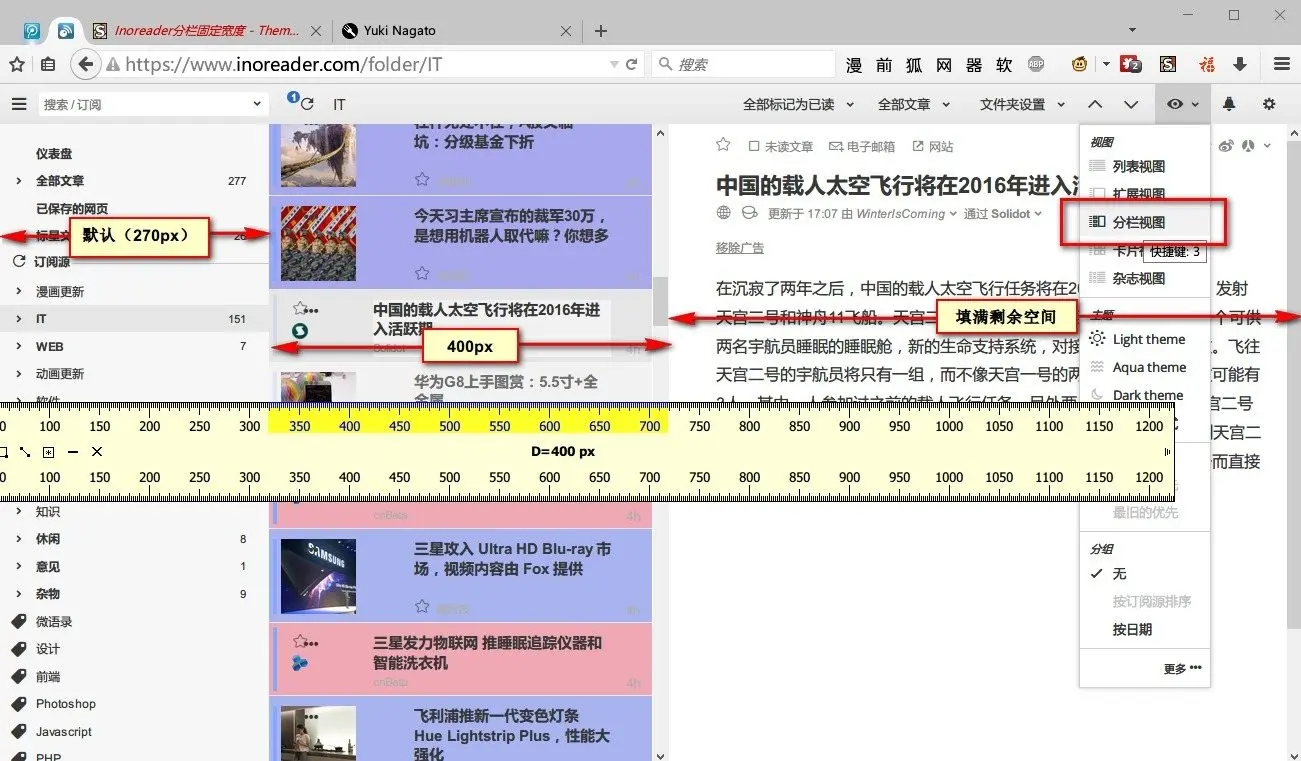 Inoreader分栏固定宽度 - Them...
Yuki Nagato
https://www.inoreader.com/folder/IT
搜索
漫 前 狐 网 器 软 ABP
福
搜索 / 订阅
1
IT
全部标记为已读
全部文章
文件夹设置
仪表盘
全部文章 277
已保存的网页
默认（270px）
订阅源
漫画更新
IT 151
WEB 7
动画更新
坑：分级基金下折
今天习主席宣布的裁军30万，
是想用机器人取代嘛？你想多
中国的载人太空飞行将在2016年进
入活跃期
400px
华为G8上手图赏：5.5寸+全
金属
未读文章 电子邮箱 网站
中国的载人太空飞行将在2016年进入
更新于 17:07 由 WinterIsComing 通过 Solidot
移除广告
在沉寂了两年之后，中国的载人太空飞行任务将在2
发射
天宫二号和神舟11飞船。天宫二
个可供
填满剩余空间
两名宇航员睡眠的睡眠舱，新的生命支持系统，对接
飞往
天宫二号的宇航员将只有一组，而不像天宫一号的两
可能有
宫二号
天宫二
而直接
视图
列表视图
扩展视图
分栏视图
快捷键: 3
杂志视图
主题
Light theme
Aqua theme
Dark theme
0 100 150 200 250 300 350 400 450 500 550 600 650 700 750 800 850 900 950 1000 1050 1100 1150 1200
D=400 px
0 100 150 200 250 300 350 400 450 500 550 600 650 700 750 800 850 900 950 1000 1050 1100 1150 1200
最旧的优先
分组
无
按订阅源排序
按日期
更多
知识
休闲 8
意见 1
杂物 9
微语录
设计
前端
Photoshop
Javascript
PHP
cnBeta
4h
SAMSUNG
三星攻入 Ultra HD Blu-ray 市
场，视频内容由 Fox 提供
4h
三星发力物联网 推睡眠追踪仪器和
智能洗衣机
cnBeta
4h
飞利浦推新一代变色灯条
Hue Lightstrip Plus，性能大
强化